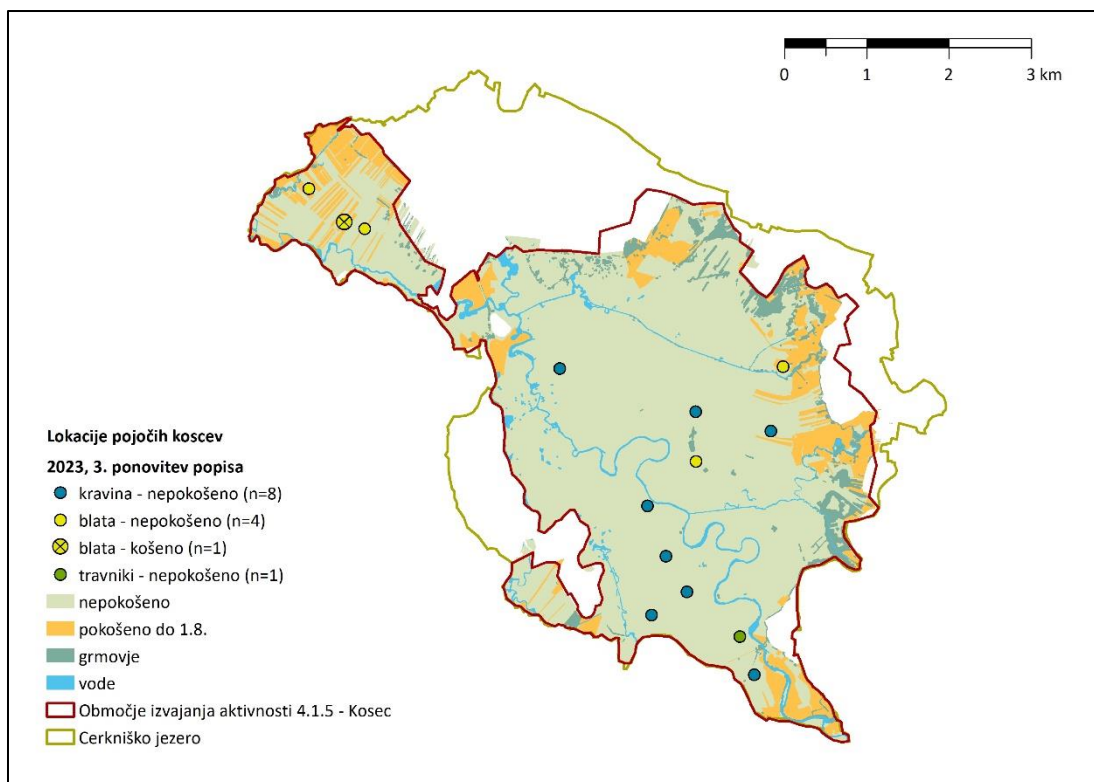 0 1 2 3 km
Lokacije pojočih koscev
2023, 3. ponovitev popisa
kravina - nepokošeno (n=8)
blata - nepokošeno (n=4)
blata - košeno (n=1)
travniki - nepokošeno (n=1)
nepokošeno
pokošeno do 1.8.
grmovje
vode
Območje izvajanja aktivnosti 4.1.5 - Kosec
Cerkniško jezero